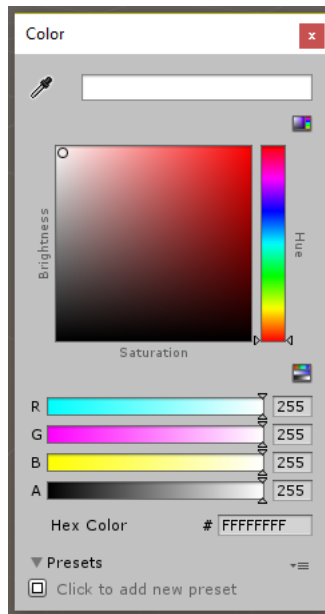 Color
x
Brightness
Hue
Saturation
R 255
G 255
B 255
A 255
Hex Color # FFFFFFFF
Presets
Click to add new preset